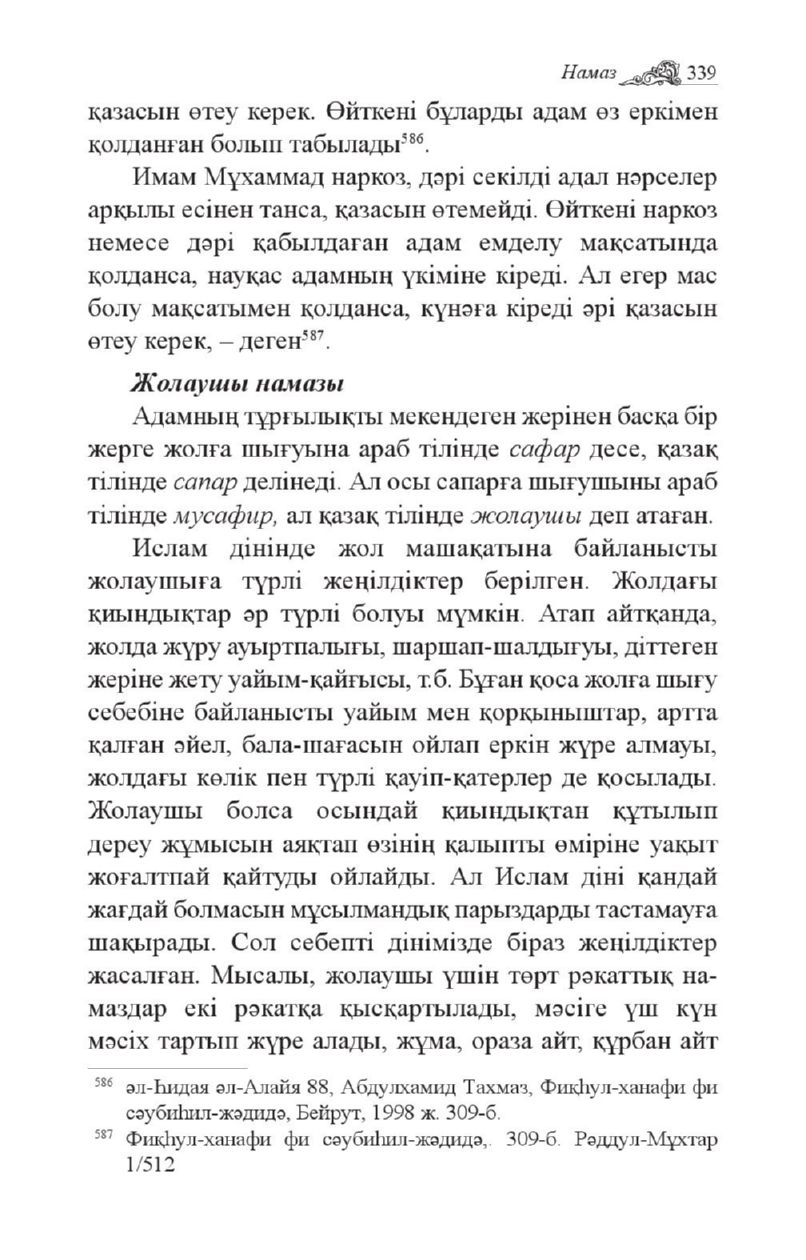 Намаз 339
қазасын өтеу керек. Өйткені бұларды адам өз еркімен
қолданған болып табылады⁵⁸⁶.
Имам Мұхаммад наркоз, дәрі секілді адал нәрселер
арқылы есінен танса, қазасын өтемейді. Өйткені наркоз
немесе дәрі қабылдаған адам емделу мақсатында
қолданса, науқас адамның үкіміне кіреді. Ал егер мас
болу мақсатымен қолданса, күнәға кіреді әрі қазасын
өтеу керек, – деген⁵⁸⁷.
Жолаушы намазы
Адамның тұрғылықты мекендеген жерінен басқа бір
жерге жолға шығуына араб тілінде сафар десе, қазақ
тілінде сапар делінеді. Ал осы сапарға шығушыны араб
тілінде мусафир, ал қазақ тілінде жолаушы деп атаған.
Ислам дінінде жол машақатына байланысты
жолаушыға түрлі жеңілдіктер берілген. Жолдағы
қиындықтар әр түрлі болуы мүмкін. Атап айтқанда,
жолда жүру ауыртпалығы, шаршап-шалдығуы, діттеген
жеріне жету уайым-қайғысы, т.б. Бұған қоса жолға шығу
себебіне байланысты уайым мен қорқыныштар, артта
қалған әйел, бала-шағасын ойлап еркін жүре алмауы,
жолдағы көлік пен түрлі қауіп-қатерлер де қосылады.
Жолаушы болса осындай қиындықтан құтылып
дереу жұмысын аяқтап өзінің қалыпты өміріне уақыт
жоғалтпай қайтуды ойлайды. Ал Ислам діні қандай
жағдай болмасын мұсылмандық парыздарды тастамауға
шақырады. Сол себепті дінімізде біраз жеңілдіктер
жасалған. Мысалы, жолаушы үшін төрт рәкаттық на-
маздар екі рәкатқа қысқартылады, мәсіге үш күн
мәсіх тартып жүре алады, жұма, ораза айт, құрбан айт
586 әл-Һидая әл-Алайя 88, Абдулхамид Тахмаз, Фиқһул-ханафи фи
сәубиһил-жәдидә, Бейрут, 1998 ж. 309-б.
587 Фиқһул-ханафи фи сәубиһил-жәдидә,. 309-б. Рәддул-Мұхтар
1/512